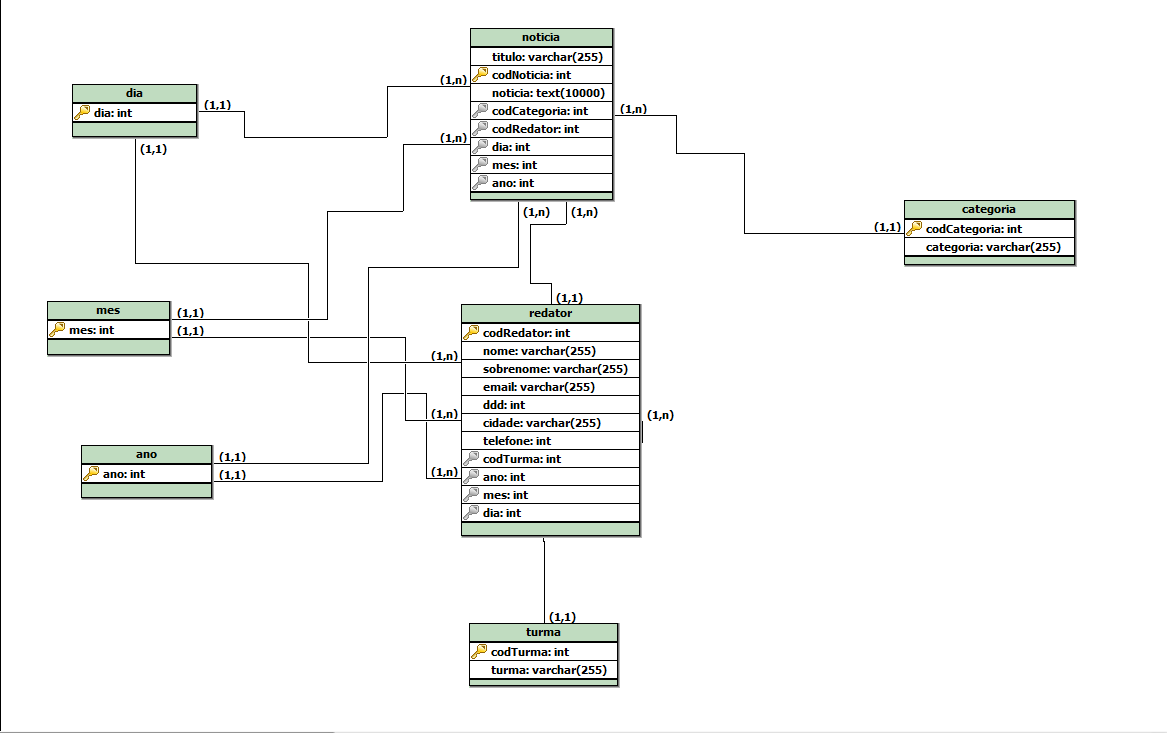 noticia
titulo: varchar(255)
codNoticia: int
noticia: text(10000)
codCategoria: int
codRedator: int
dia: int
mes: int
ano: int
(1,n)
(1,n)
(1,n)
(1,n)
(1,n)
dia
dia: int
(1,1)
(1,1)
categoria
codCategoria: int
categoria: varchar(255)
(1,1)
mes
mes: int
(1,1)
(1,1)
redator
codRedator: int
nome: varchar(255)
sobrenome: varchar(255)
email: varchar(255)
ddd: int
cidade: varchar(255)
telefone: int
codTurma: int
ano: int
mes: int
dia: int
(1,1)
(1,n)
(1,n)
(1,n)
(1,n)
ano
ano: int
(1,1)
(1,1)
turma
codTurma: int
turma: varchar(255)
(1,1)